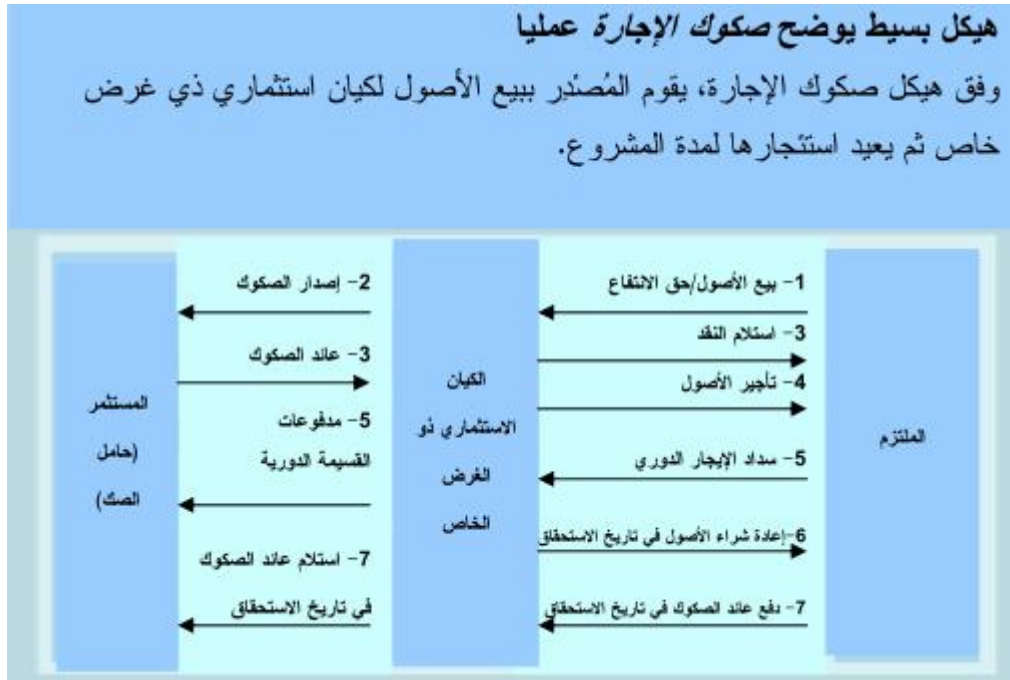 هيكل بسيط يوضح صكوك الإجارة عمليا
وفق هيكل صكوك الإجارة، يقوم المُصْدِر ببيع الأصول لكيان استثماري ذي غرض
خاص ثم يعيد استئجارها لمدة المشروع.
الملتزم
1- بيع الأصول/حق الانتفاع
3- استلام النقد
4- تأجير الأصول
5- سداد الإيجار الدوري
6-إعادة شراء الأصول في تاريخ الاستحقاق
7- دفع عائد الصكوك في تاريخ الاستحقاق
الكيان
الاستثماري ذو
الغرض
الخاص
2- إصدار الصكوك
3- عائد الصكوك
5- مدفوعات
القسيمة الدورية
7- استلام عائد الصكوك
في تاريخ الاستحقاق
المستثمر
(حامل
الصك)